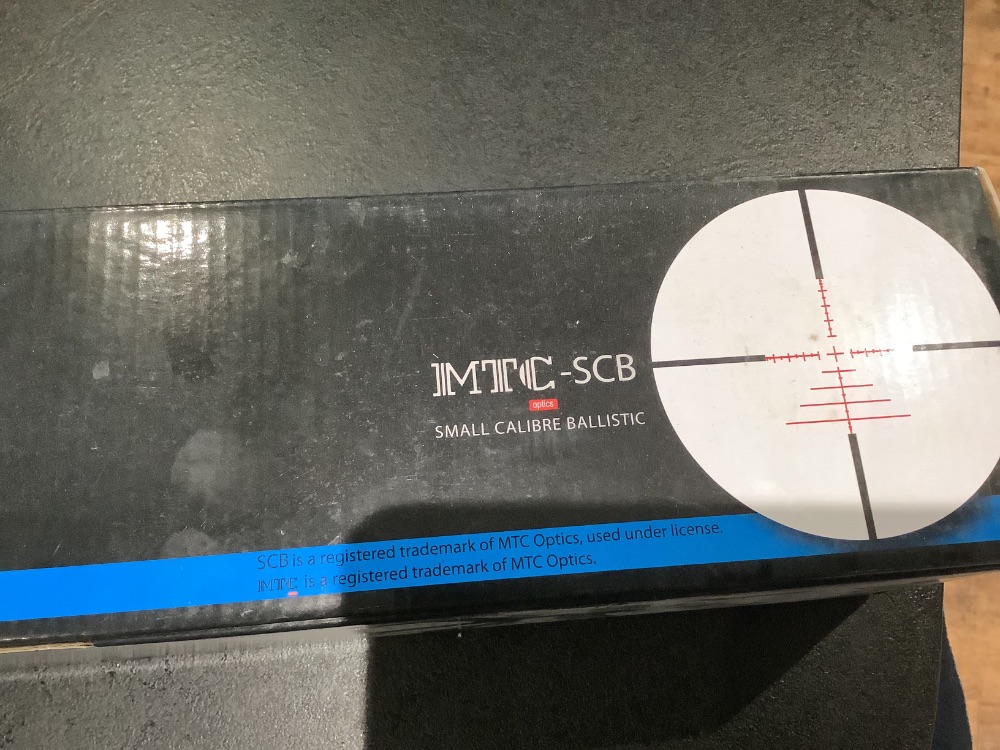 MTC-SCB
optics
SMALL CALIBRE BALLISTIC
SCB is a registered trademark of MTC Optics, used under license.
MTC is a registered trademark of MTC Optics.